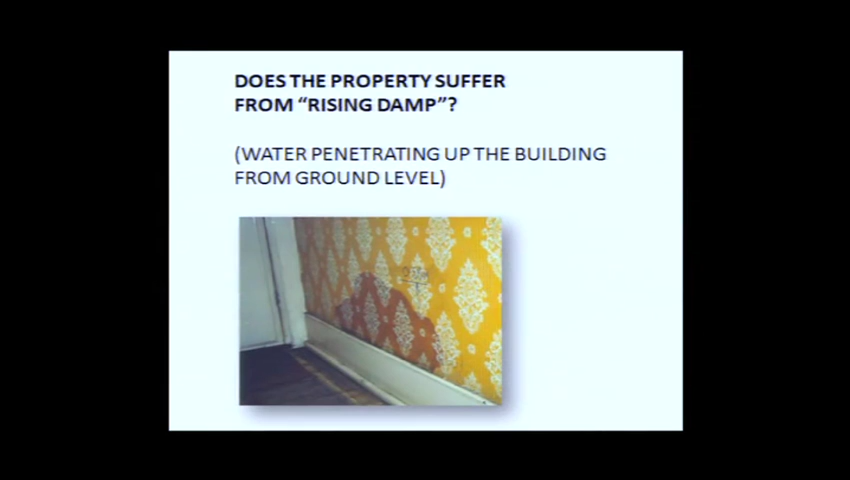 DOES THE PROPERTY SUFFER
FROM “RISING DAMP”?
(WATER PENETRATING UP THE BUILDING
FROM GROUND LEVEL)